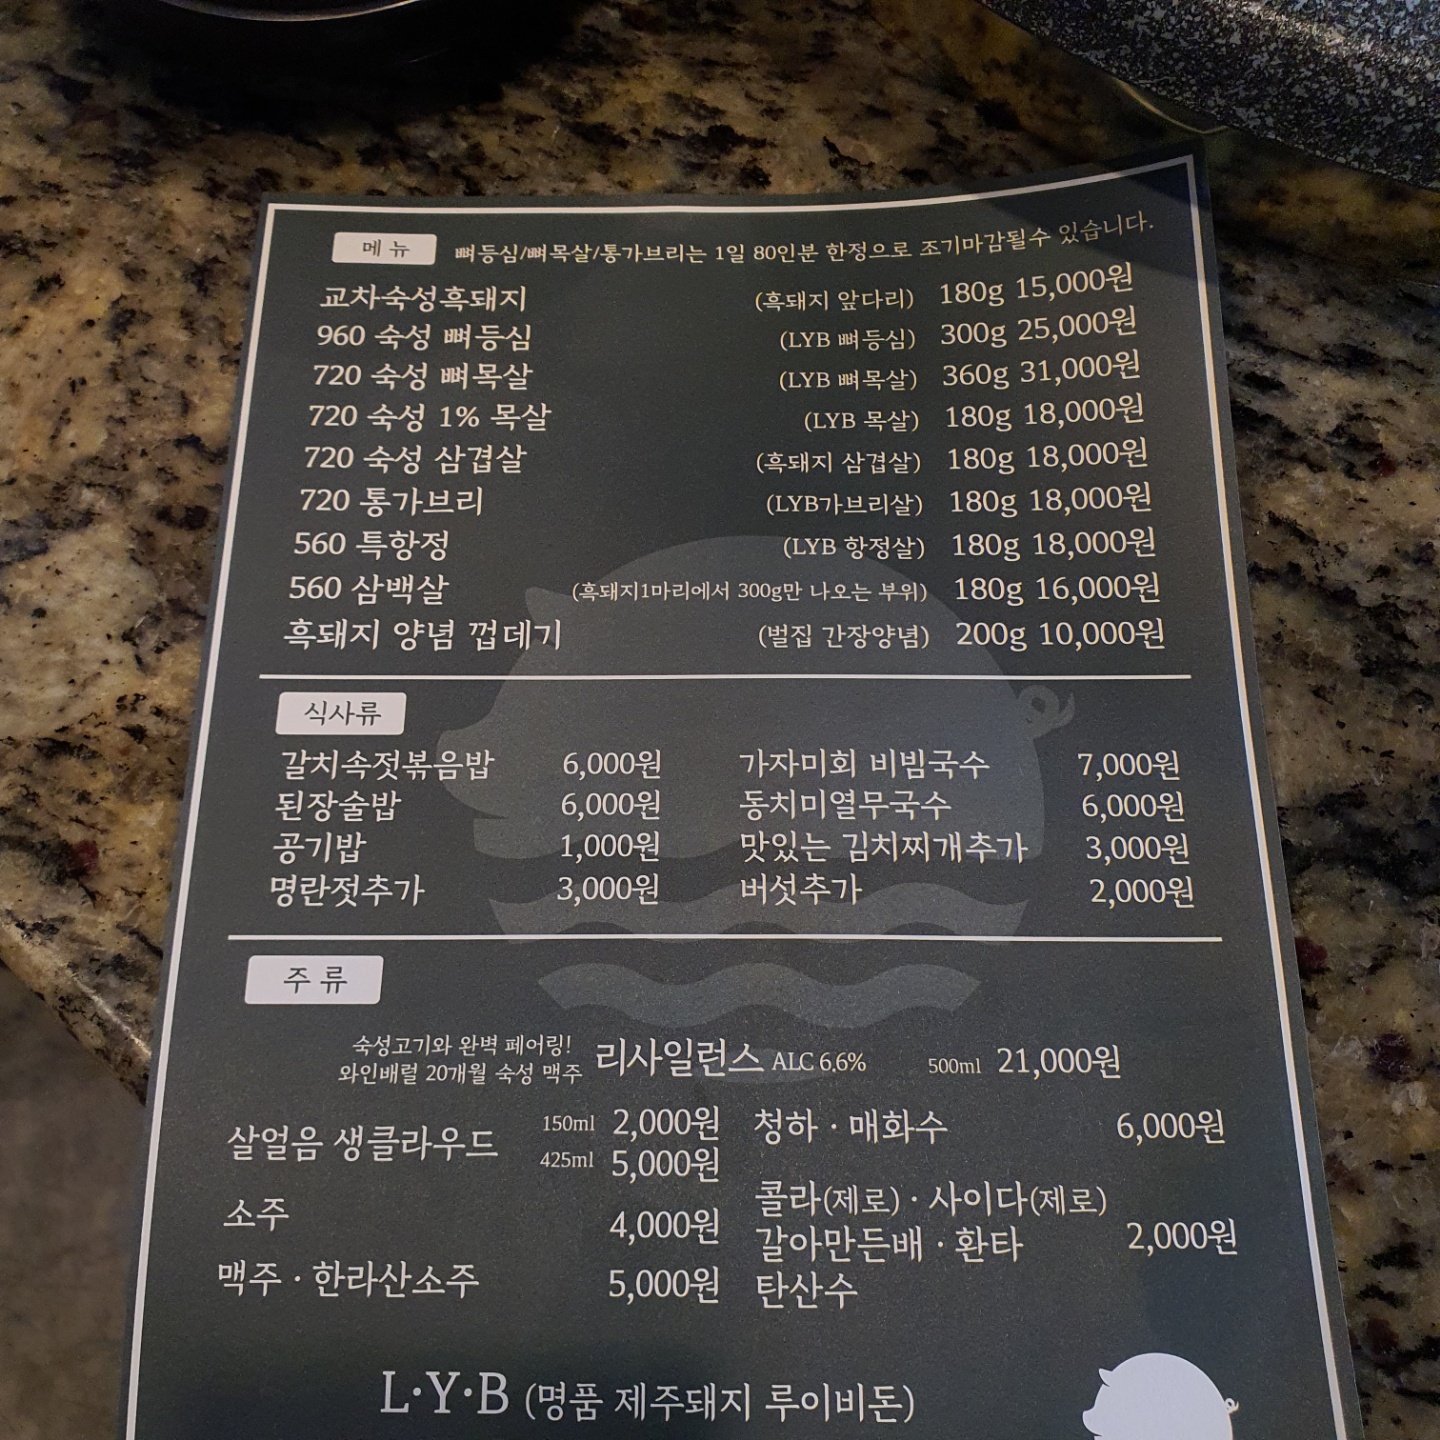 메뉴 뼈등심/뼈목살/통가브리는 1일 80인분 한정으로 조기마감될수 있습니다.
교차숙성흑돼지 (흑돼지 앞다리) 180g 15,000원
960 숙성 뼈등심 (LYB 뼈등심) 300g 25,000원
720 숙성 뼈목살 (LYB 뼈목살) 360g 31,000원
720 숙성 1% 목살 (LYB 목살) 180g 18,000원
720 숙성 삼겹살 (흑돼지 삼겹살) 180g 18,000원
720 통가브리 (LYB가브리살) 180g 18,000원
560 특항정 (LYB 항정살) 180g 18,000원
560 삼백살 (흑돼지1마리에서 300g만 나오는 부위) 180g 16,000원
흑돼지 양념 껍데기 (벌집 간장양념) 200g 10,000원
식사류
갈치속젓볶음밥 6,000원 가자미회 비빔국수 7,000원
된장술밥 6,000원 동치미열무국수 6,000원
공기밥 1,000원 맛있는 김치찌개추가 3,000원
명란젓추가 3,000원 버섯추가 2,000원
주류
숙성고기와 완벽 페어링!
와인배럴 20개월 숙성 맥주 리사일런스 ALC 6.6% 500ml 21,000원
살얼음 생클라우드 150ml 2,000원 청하 · 매화수 6,000원
425ml 5,000원
콜라(제로) · 사이다(제로)
소주 4,000원 갈아만든배 · 환타 2,000원
맥주 · 한라산소주 5,000원 탄산수
L·Y·B (명품 제주돼지 루이비돈)